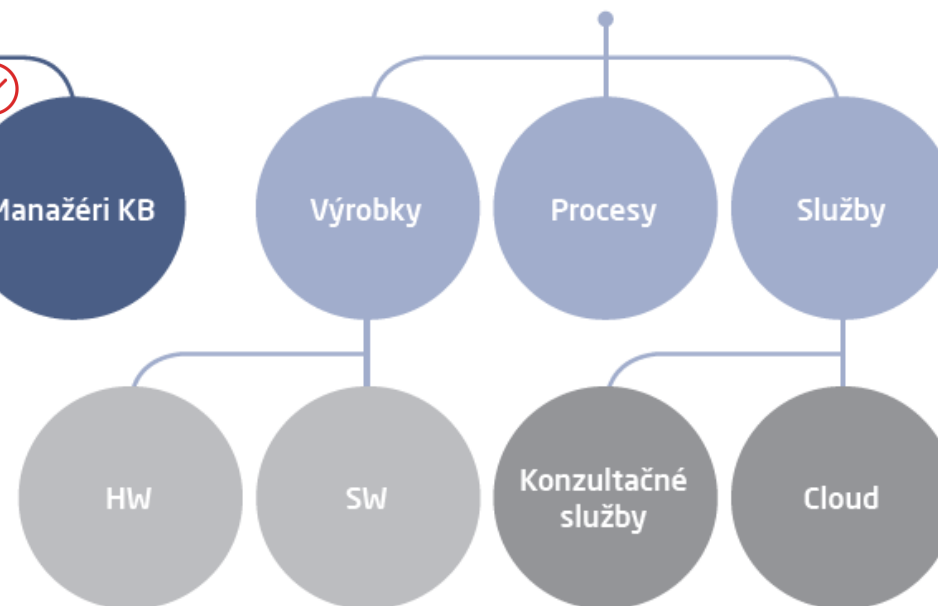 Manažéri KB
Výrobky
Procesy
Služby
HW
SW
Konzultačné
služby
Cloud